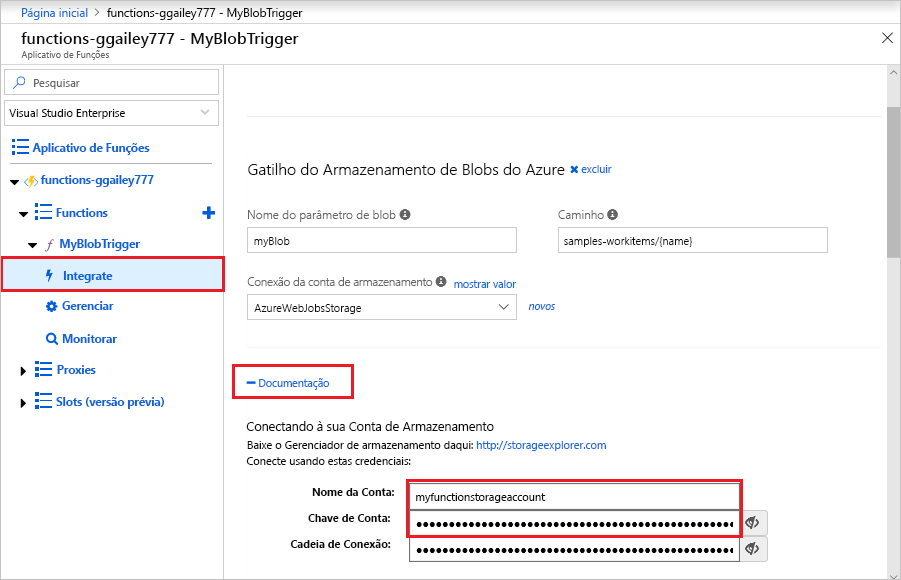 Página inicial > functions-ggailey777 - MyBlobTrigger
functions-ggailey777 - MyBlobTrigger
Aplicativo de Funções
Pesquisar
Visual Studio Enterprise
Aplicativo de Funções
functions-ggailey777
Functions
MyBlobTrigger
Integrate
Gerenciar
Monitorar
Proxies
Slots (versão prévia)
Gatilho do Armazenamento de Blobs do Azure excluir
Nome do parâmetro de blob
myBlob
Caminho
samples-workitems/{name}
Conexão da conta de armazenamento mostrar valor
AzureWebJobsStorage
novos
Documentação
Conectando à sua Conta de Armazenamento
Baixe o Gerenciador de armazenamento daqui: http://storageexplorer.com
Conecte usando estas credenciais:
Nome da Conta: myfunctionstorageaccount
Chave de Conta:
Cadeia de Conexão: